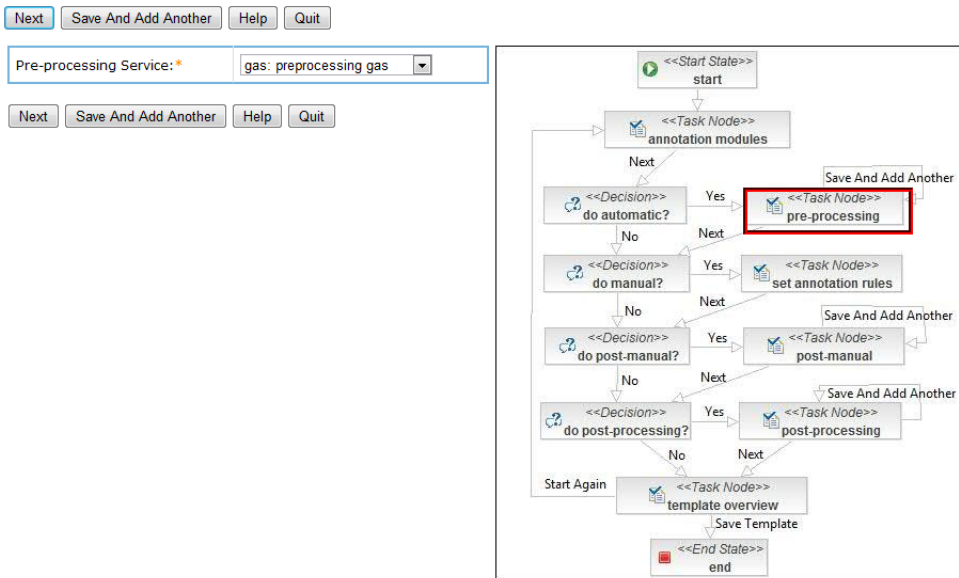 Next Save And Add Another Help Quit
Pre-processing Service:* gas: preprocessing gas
Next Save And Add Another Help Quit
<<Start State>>
start
<<Task Node>>
annotation modules
Next
Save And Add Another
<<Decision>>
do automatic?
Yes
<<Task Node>>
pre-processing
No
Next
<<Decision>>
do manual?
Yes
<<Task Node>>
set annotation rules
No
Next
Save And Add Another
<<Decision>>
do post-manual?
Yes
<<Task Node>>
post-manual
No
Next
Save And Add Another
<<Decision>>
do post-processing?
Yes
<<Task Node>>
post-processing
No
Next
Start Again
<<Task Node>>
template overview
Save Template
<<End State>>
end